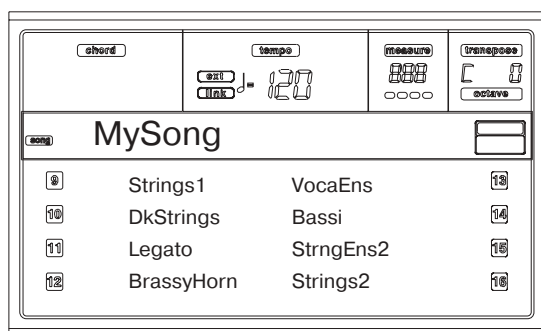 chord tempo measure transpose
ext
link
♩= 120 888 C 0
octave
song MySong
9 Strings1 VocaEns 13
10 DkStrings Bassi 14
11 Legato StrngEns2 15
12 BrassyHorn Strings2 16